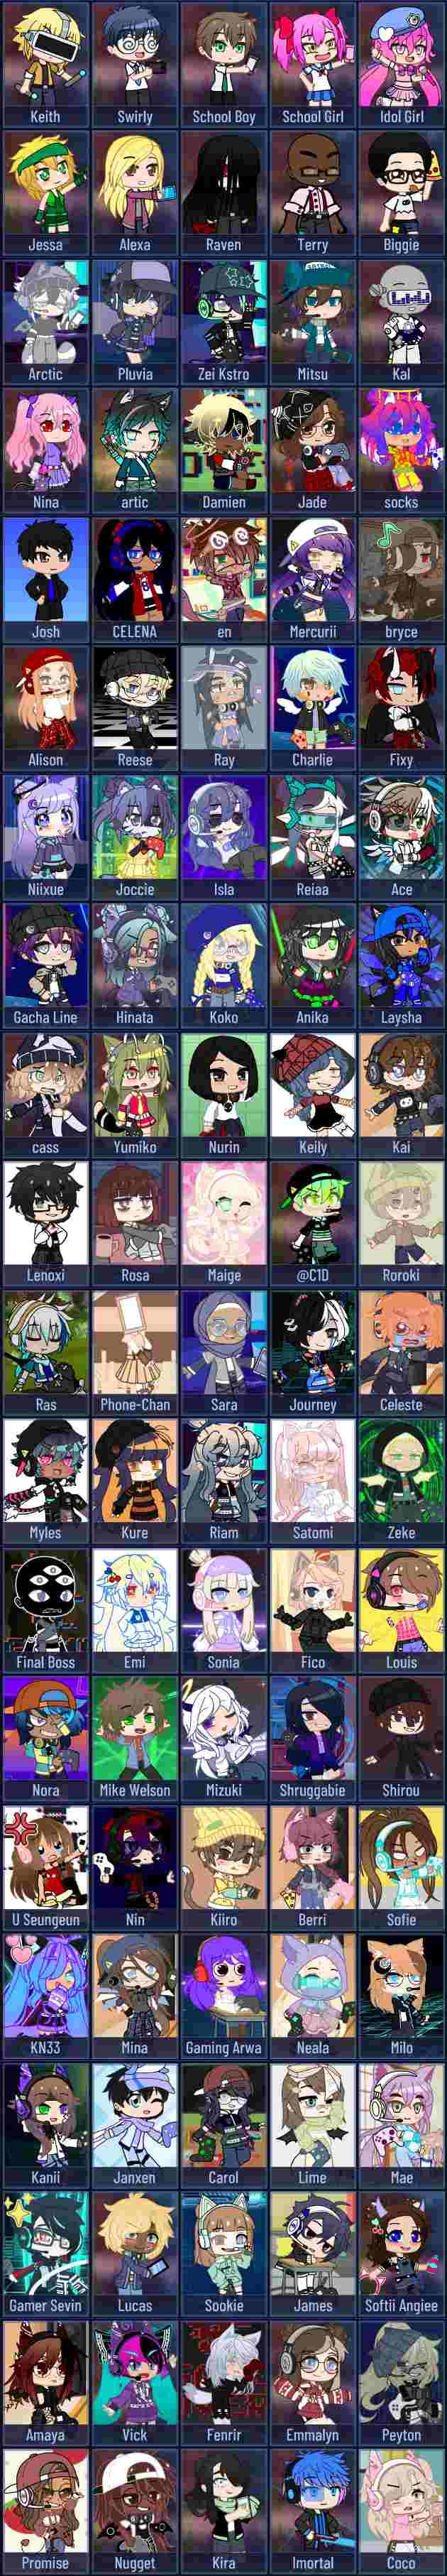 Keith Swirly School Boy School Girl Idol Girl
Jessa Alexa Raven Terry Biggie
Arctic Pluvia Zei Kstro Mitsu Kal
Nina artic Damien Jade socks
Josh CELENA en Mercurii bryce
Alison Reese Ray Charlie Fixy
Niixue Joccie Isla Reiaa Ace
Gacha Line Hinata Koko Anika Laysha
cass Yumiko Nurin Keily Kai
Lenoxi Rosa Maige @C1D Roroki
Ras Phone-Chan Sara Journey Celeste
Myles Kure Riam Satomi Zeke
Final Boss Emi Sonia Fico Louis
Nora Mike Welson Mizuki Shruggabie Shirou
U Seungeun Nin Kiiro Berri Sofie
KN33 Mina Gaming Arwa Neala Milo
Kanii Janxen Carol Lime Mae
Gamer Sevin Lucas Sookie James Softii Angiee
Amaya Vick Fenrir Emmalyn Peyton
Promise Nugget Kira Imortal Coco